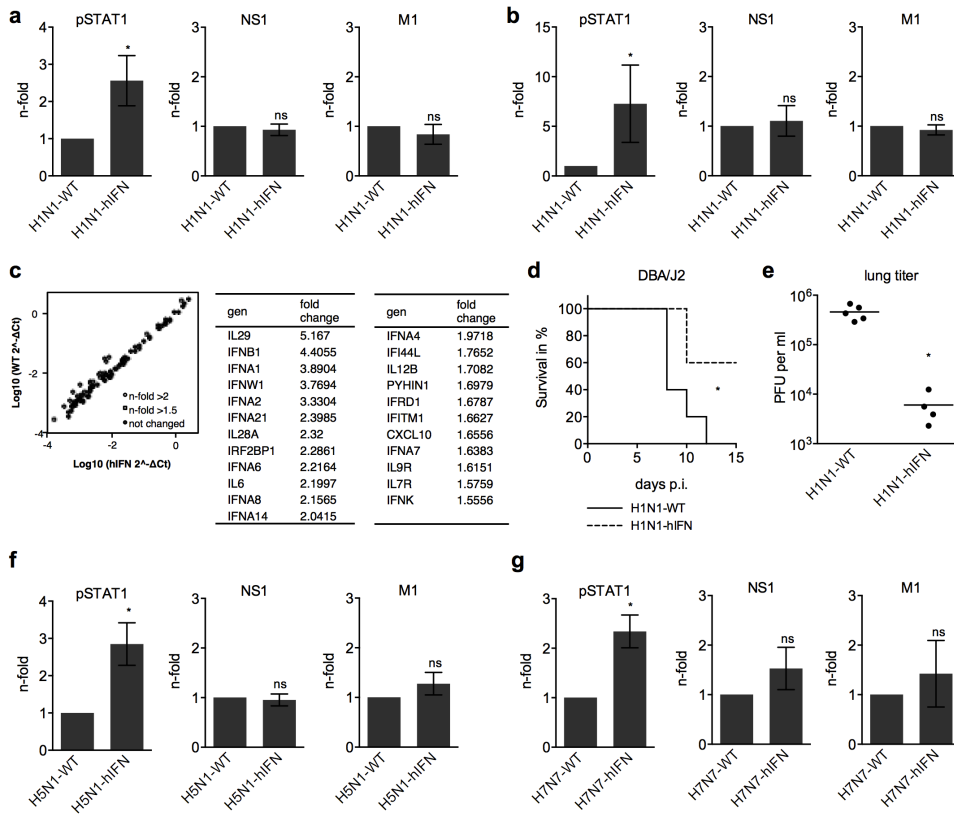 a
pSTAT1
NS1
M1
n-fold
4
3
2
1
0
*
H1N1-WT
H1N1-hIFN
n-fold
3
2
1
0
ns
H1N1-WT
H1N1-hIFN
n-fold
3
2
1
0
ns
H1N1-WT
H1N1-hIFN
b
pSTAT1
NS1
M1
n-fold
15
10
5
0
*
H1N1-WT
H1N1-hIFN
n-fold
3
2
1
0
ns
H1N1-WT
H1N1-hIFN
n-fold
3
2
1
0
ns
H1N1-WT
H1N1-hIFN
c
Log10 (WT 2^-ΔCt)
0
-2
-4
n-fold >2
n-fold >1.5
not changed
-4 -2 0
Log10 (hIFN 2^-ΔCt)
gen fold change
IL29 5.167
IFNB1 4.4055
IFNA1 3.8904
IFNW1 3.7694
IFNA2 3.3304
IFNA21 2.3985
IL28A 2.32
IRF2BP1 2.2861
IFNA6 2.2164
IL6 2.1997
IFNA8 2.1565
IFNA14 2.0415
gen fold change
IFNA4 1.9718
IFI44L 1.7652
IL12B 1.7082
PYHIN1 1.6979
IFRD1 1.6787
IFITM1 1.6627
CXCL10 1.6556
IFNA7 1.6383
IL9R 1.6151
IL7R 1.5759
IFNK 1.5556
d
DBA/J2
Survival in %
100
80
60
40
20
0
*
0 5 10 15
days p.i.
H1N1-WT
H1N1-hIFN
e
lung titer
PFU per ml
10^6
10^5
10^4
10^3
*
H1N1-WT
H1N1-hIFN
f
pSTAT1
NS1
M1
n-fold
4
3
2
1
0
*
H5N1-WT
H5N1-hIFN
n-fold
3
2
1
0
ns
H5N1-WT
H5N1-hIFN
n-fold
3
2
1
0
ns
H5N1-WT
H5N1-hIFN
g
pSTAT1
NS1
M1
n-fold
3
2
1
0
*
H7N7-WT
H7N7-hIFN
n-fold
3
2
1
0
ns
H7N7-WT
H7N7-hIFN
n-fold
3
2
1
0
ns
H7N7-WT
H7N7-hIFN